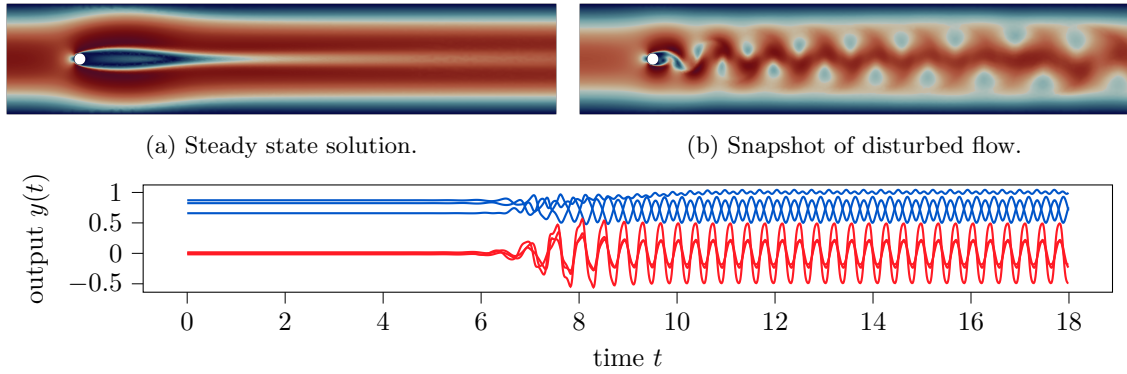 (a) Steady state solution.
(b) Snapshot of disturbed flow.
output y(t)
1
0.5
0
−0.5
0 2 4 6 8 10 12 14 16 18
time t